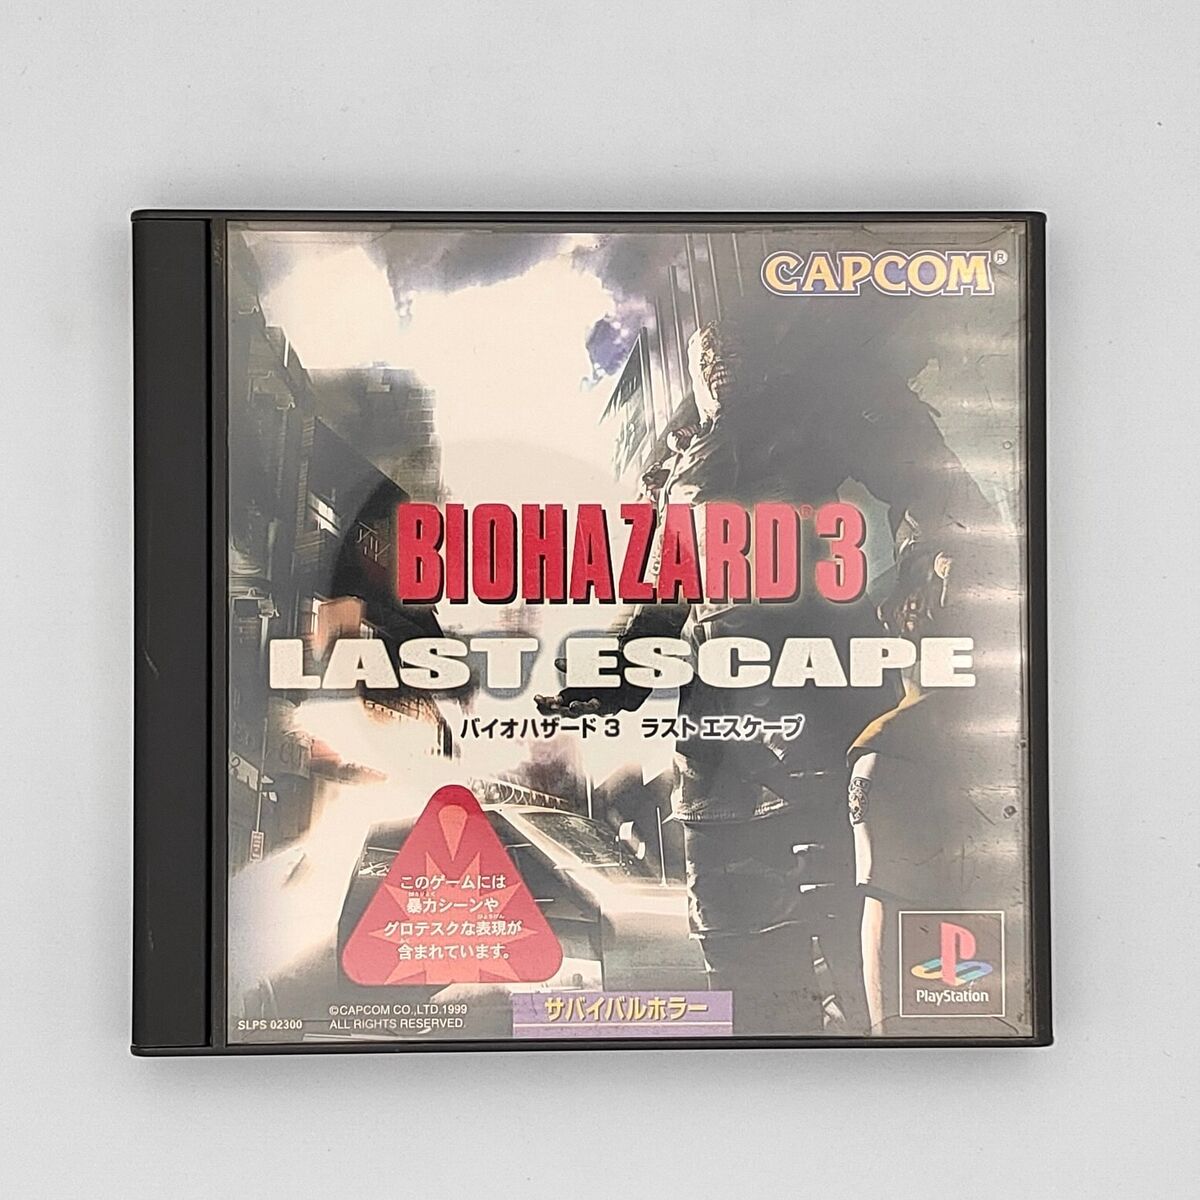 CAPCOM®
BIOHAZARD®3
LAST ESCAPE
バイオハザード3 ラスト エスケープ
このゲームには
暴力シーンや
グロテスクな表現が
含まれています。
サバイバルホラー
©CAPCOM CO.,LTD.1999
ALL RIGHTS RESERVED.
SLPS 02300
PlayStation